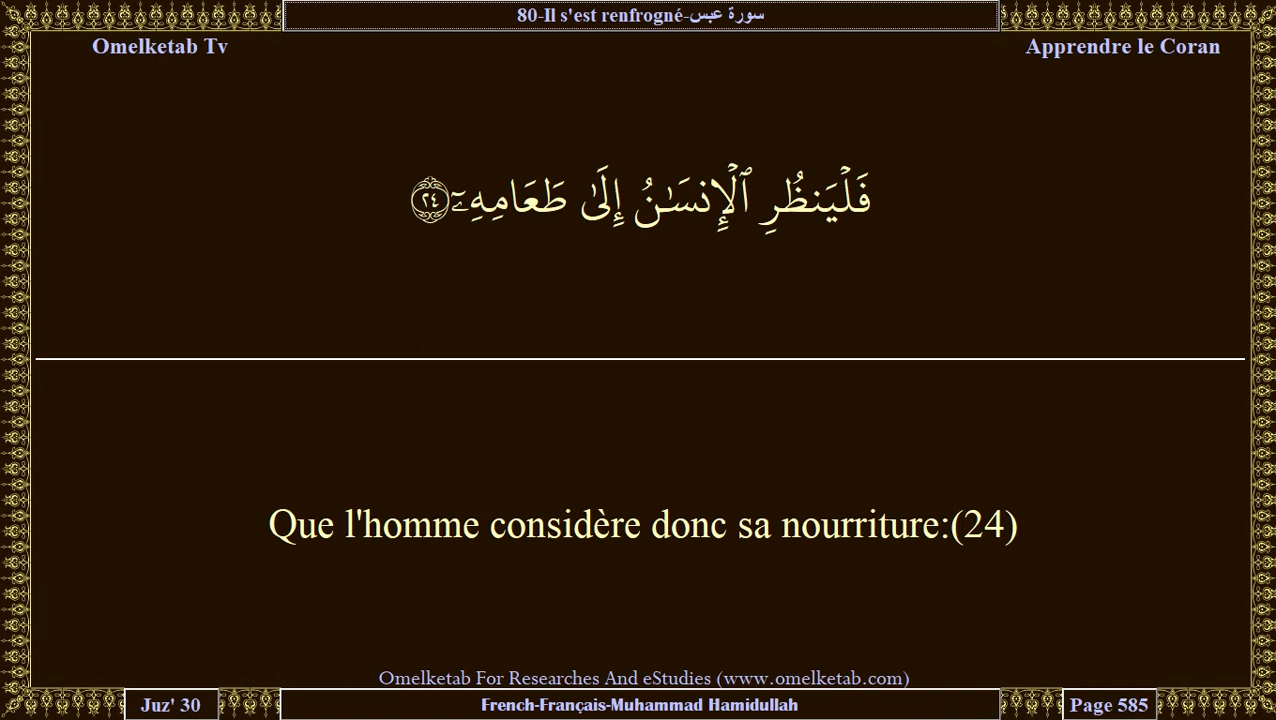 80-Il s'est renfrogné-سورة عبس
Omelketab Tv
Apprendre le Coran
فَلۡيَنظُرِ ٱلۡإِنسَٰنُ إِلَىٰ طَعَامِهِۦٓ ٢٤
Que l'homme considère donc sa nourriture:(24)
Omelketab For Researches And eStudies (www.omelketab.com)
Juz' 30
French-Français-Muhammad Hamidullah
Page 585